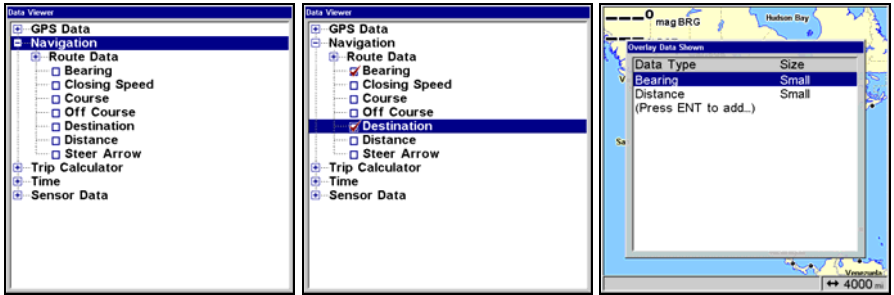 Data Viewer
GPS Data
Navigation
Route Data
Bearing
Closing Speed
Course
Off Course
Destination
Distance
Steer Arrow
Trip Calculator
Time
Sensor Data
Data Viewer
GPS Data
Navigation
Route Data
Bearing
Closing Speed
Course
Off Course
Destination
Distance
Steer Arrow
Trip Calculator
Time
Sensor Data
Hudson Bay
---° mag BRG
Overlay Data Shown
Data Type Size
Bearing Small
Distance Small
(Press ENT to add…)
Sa
Venezuela
↔ 4000 mi